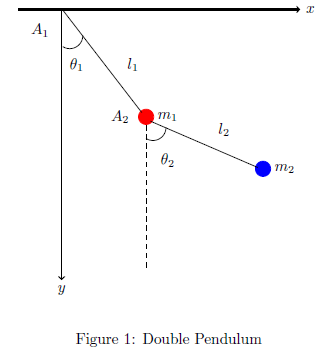 x
A₁
θ₁
l₁
A₂
m₁
l₂
θ₂
m₂
y
Figure 1: Double Pendulum